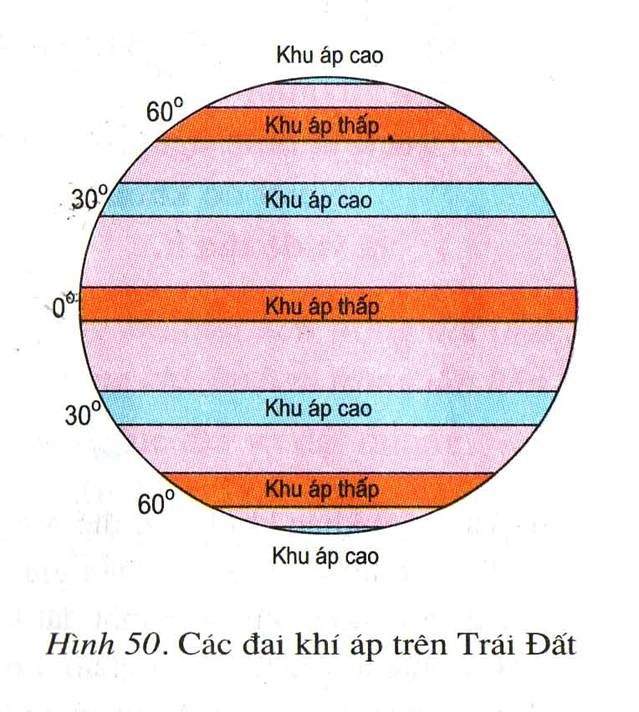 Khu áp cao
60°
Khu áp thấp
30°
Khu áp cao
0°
Khu áp thấp
30°
Khu áp cao
60°
Khu áp thấp
Khu áp cao
Hình 50. Các đai khí áp trên Trái Đất